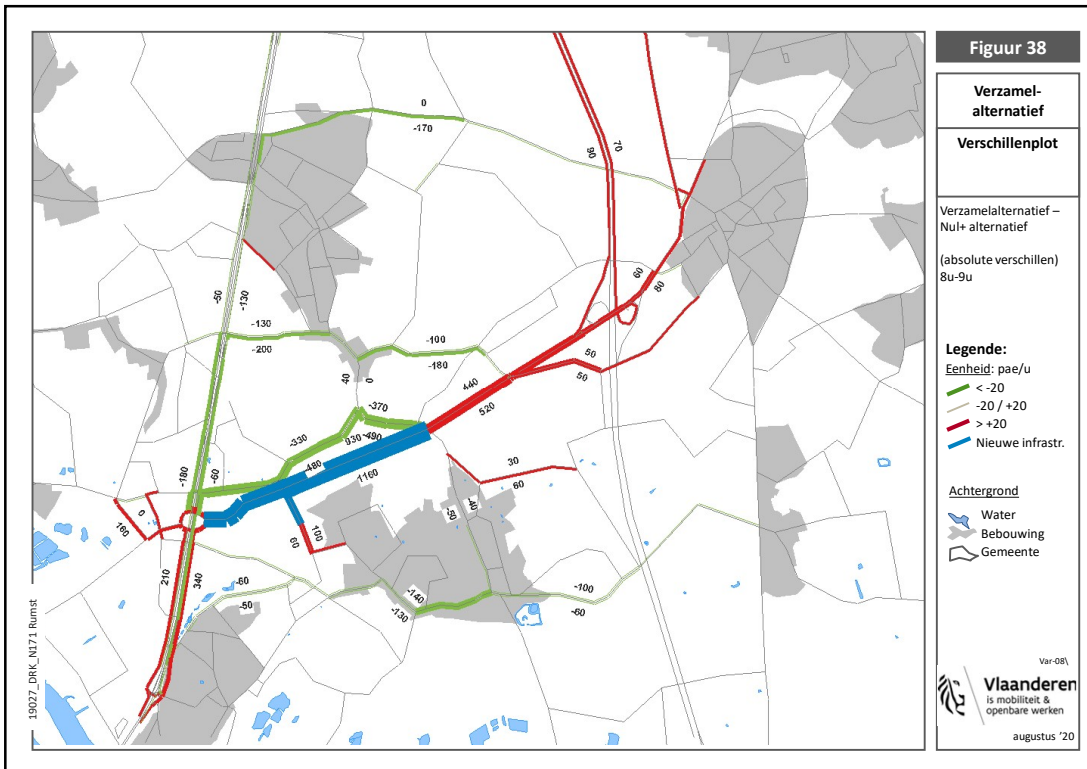 Figuur 38
Verzamel-
alternatief
Verschillenplot
Verzamelalternatief –
Nul+ alternatief
(absolute verschillen)
8u-9u
Legende:
Eenheid: pae/u
< -20
-20 / +20
> +20
Nieuwe infrastr.
Achtergrond
Water
Bebouwing
Gemeente
Var-08\
Vlaanderen
is mobiliteit &
openbare werken
augustus '20
19027_DRK_N171 Rumst
0
-170
90
70
-50
-130
60
80
-130
-200
-100
-180
40
0
50
50
440
520
-370
-330
930
-490
-480
1160
-180
-60
30
60
0
160
-50
-40
60
100
210
340
-60
-50
-140
-130
-100
-60